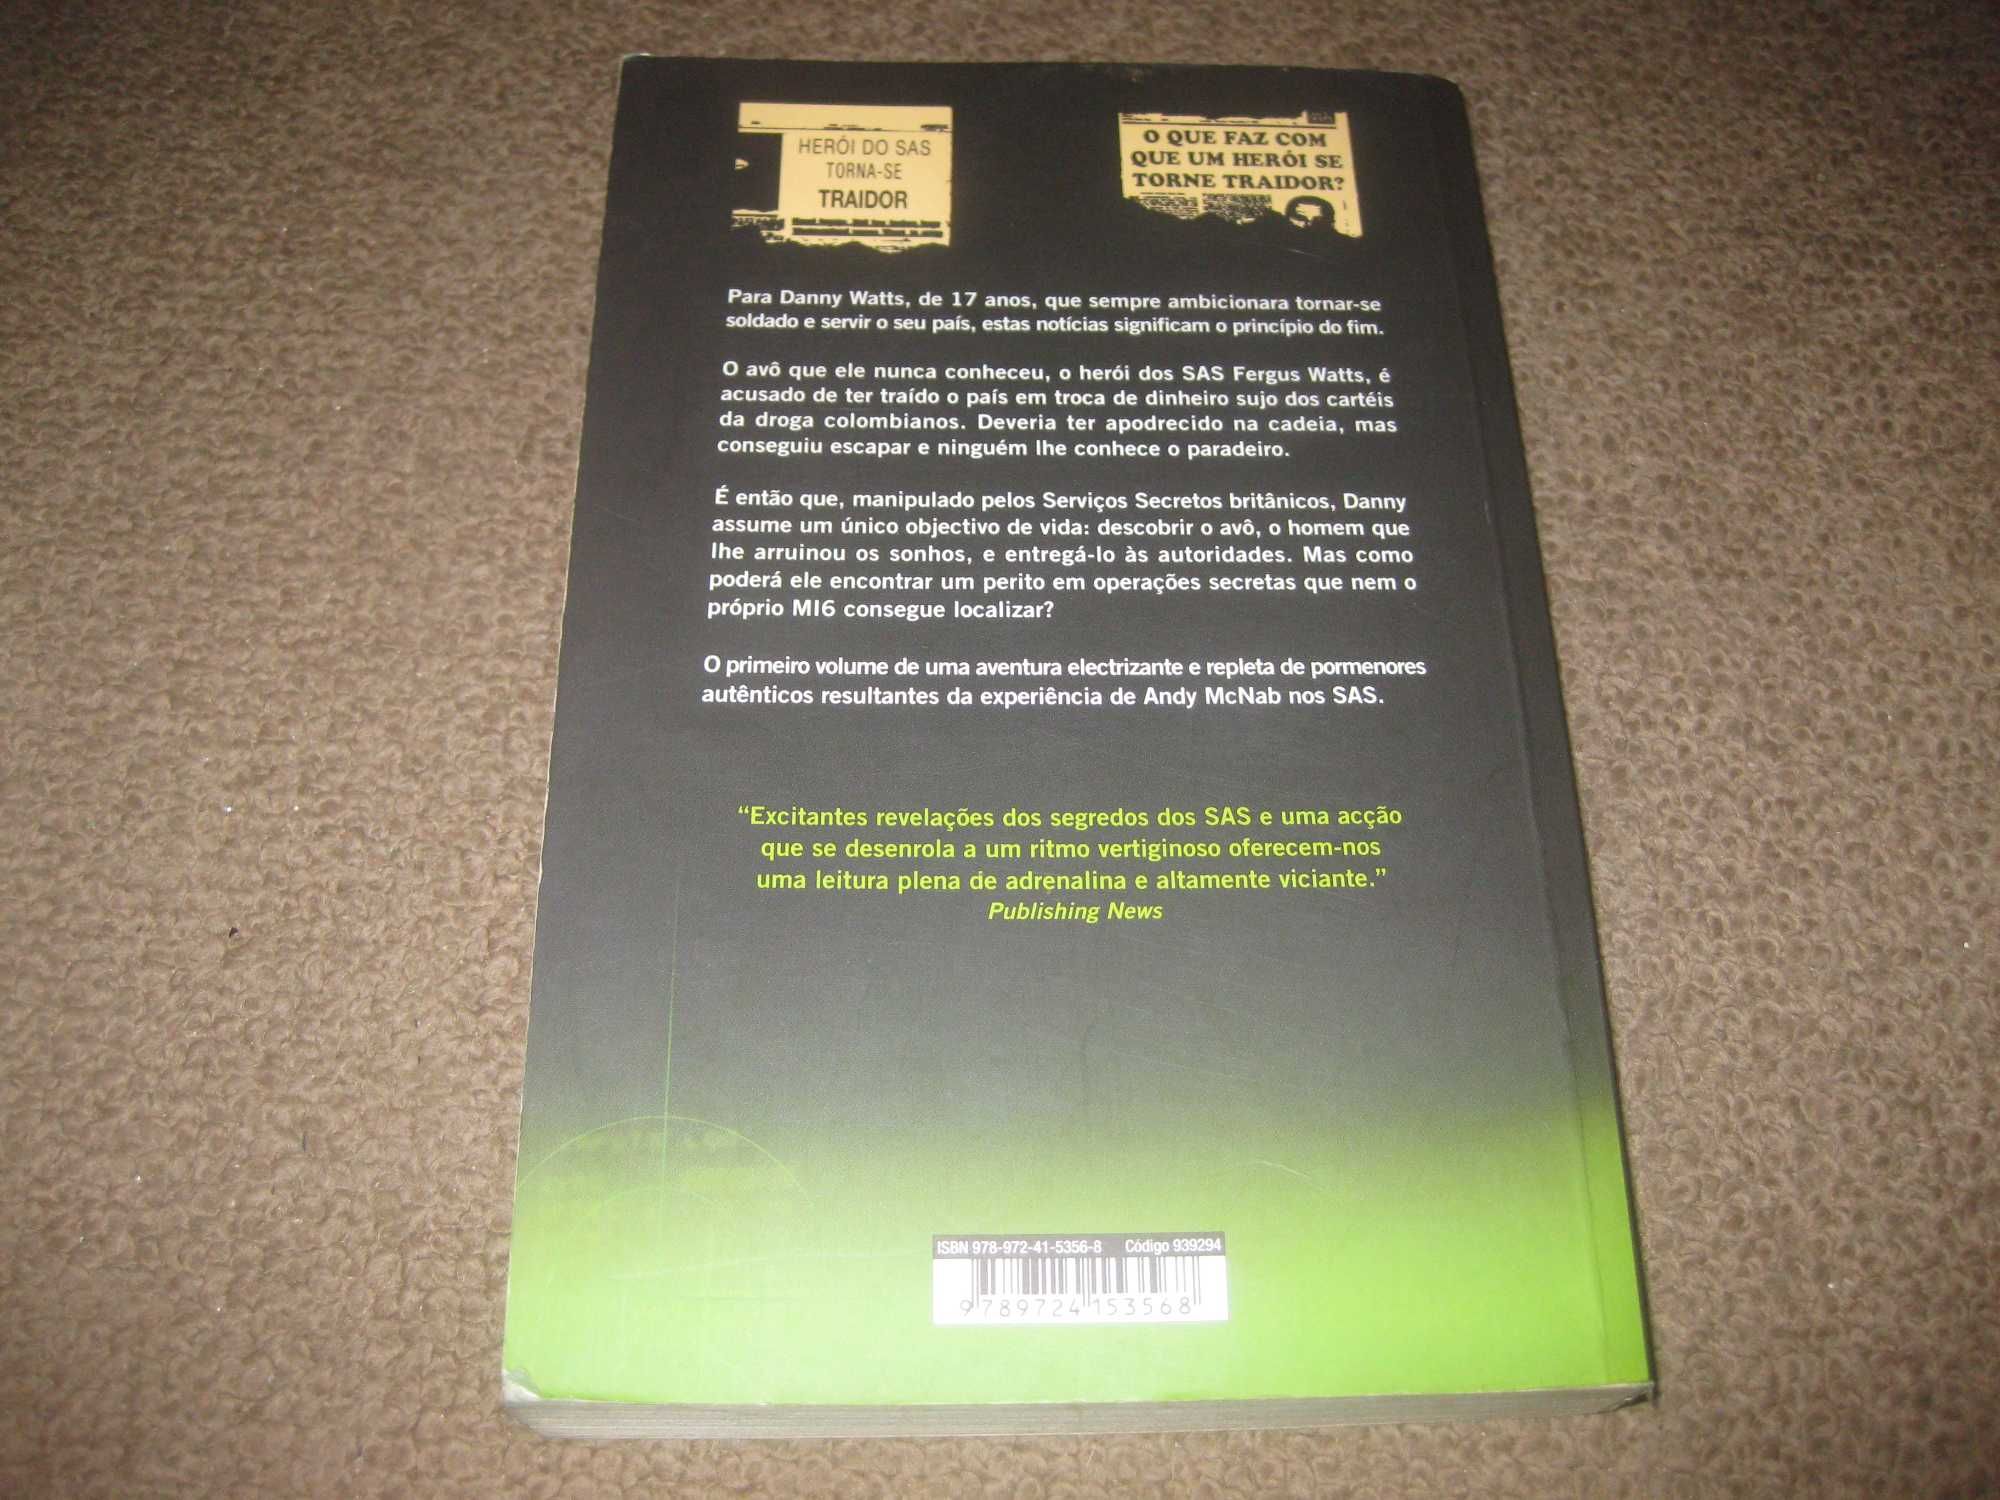 HERÓI DO SAS
TORNA-SE
TRAIDOR
O QUE FAZ COM
QUE UM HERÓI SE
TORNE TRAIDOR?
Para Danny Watts, de 17 anos, que sempre ambicionara tornar-se
soldado e servir o seu país, estas notícias significam o princípio do fim.
O avô que ele nunca conheceu, o herói dos SAS Fergus Watts, é
acusado de ter traído o país em troca de dinheiro sujo dos cartéis
da droga colombianos. Deveria ter apodrecido na cadeia, mas
conseguiu escapar e ninguém lhe conhece o paradeiro.
É então que, manipulado pelos Serviços Secretos britânicos, Danny
assume um único objectivo de vida: descobrir o avô, o homem que
lhe arruinou os sonhos, e entregá-lo às autoridades. Mas como
poderá ele encontrar um perito em operações secretas que nem o
próprio MI6 consegue localizar?
O primeiro volume de uma aventura electrizante e repleta de pormenores
autênticos resultantes da experiência de Andy McNab nos SAS.
“Excitantes revelações dos segredos dos SAS e uma acção
que se desenrola a um ritmo vertiginoso oferecem-nos
uma leitura plena de adrenalina e altamente viciante.”
Publishing News
ISBN 978-972-41-5356-8 Código 939294
9 789724 153568